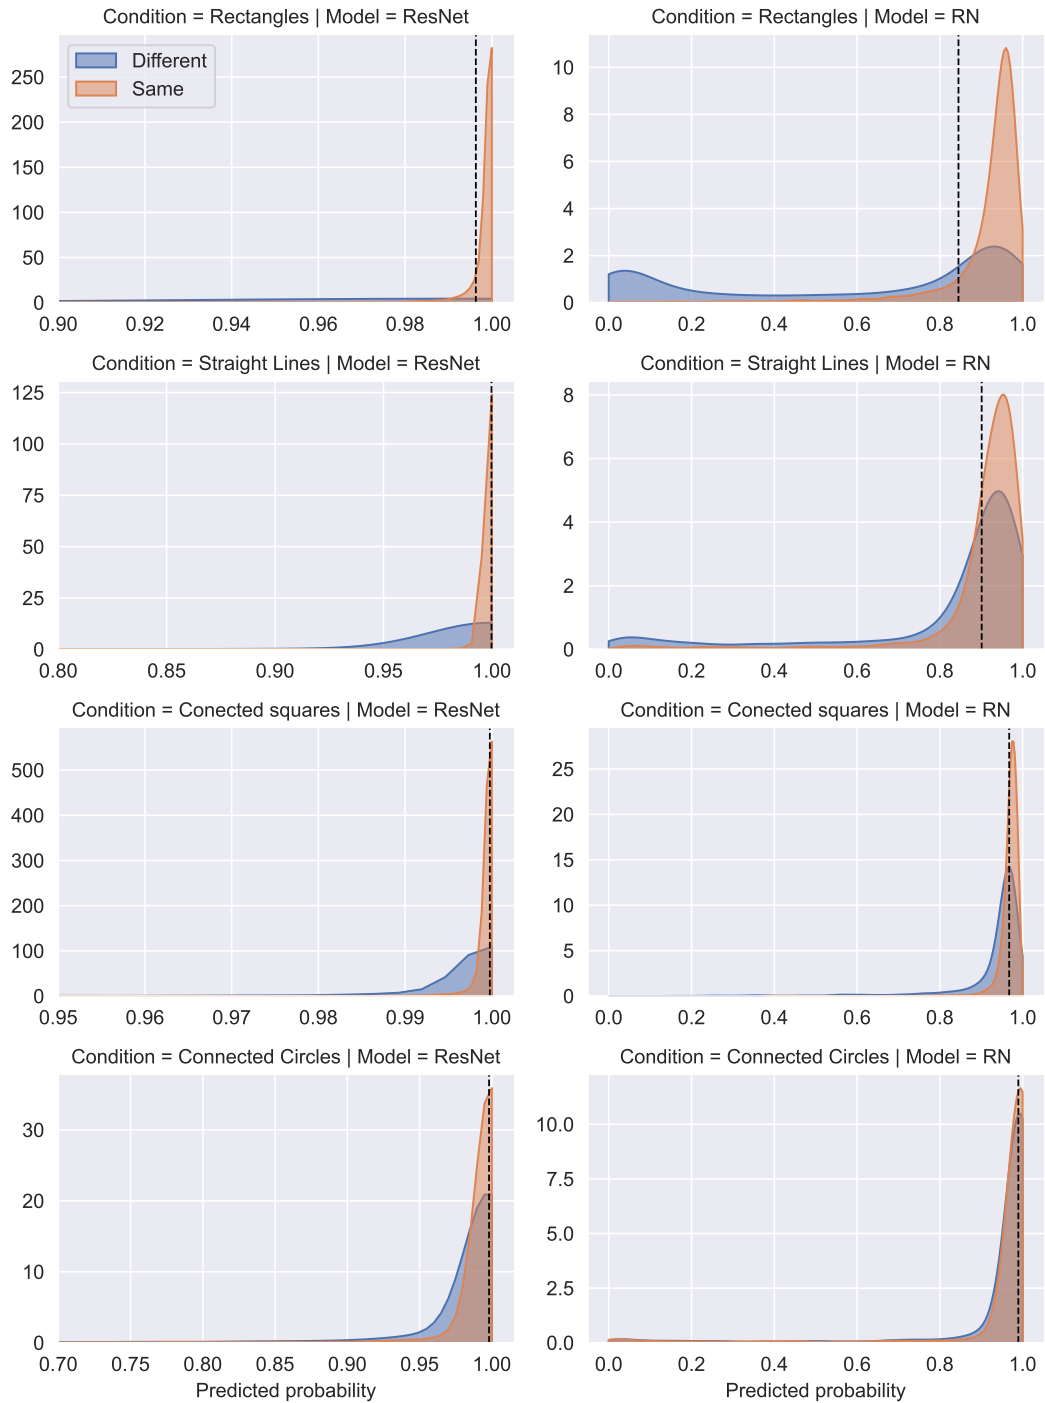 Condition = Rectangles | Model = ResNet
Condition = Rectangles | Model = RN
Different
Same
250
200
150
100
50
0
0.90 0.92 0.94 0.96 0.98 1.00
10
8
6
4
2
0
0.0 0.2 0.4 0.6 0.8 1.0
Condition = Straight Lines | Model = ResNet
Condition = Straight Lines | Model = RN
125
100
75
50
25
0
0.80 0.85 0.90 0.95 1.00
8
6
4
2
0
0.0 0.2 0.4 0.6 0.8 1.0
Condition = Conected squares | Model = ResNet
Condition = Conected squares | Model = RN
500
400
300
200
100
0
0.95 0.96 0.97 0.98 0.99 1.00
25
20
15
10
5
0
0.0 0.2 0.4 0.6 0.8 1.0
Condition = Connected Circles | Model = ResNet
Condition = Connected Circles | Model = RN
30
20
10
0
0.70 0.75 0.80 0.85 0.90 0.95 1.00
Predicted probability
10.0
7.5
5.0
2.5
0.0
0.0 0.2 0.4 0.6 0.8 1.0
Predicted probability